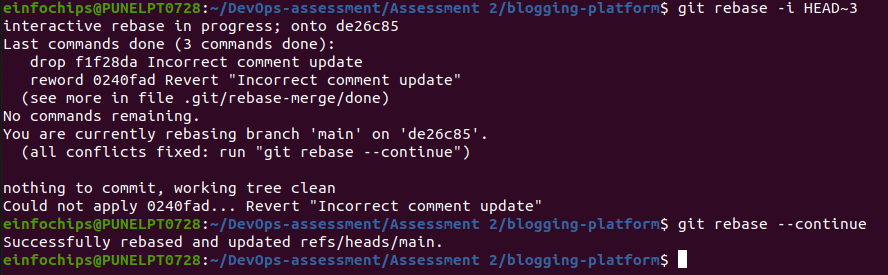 einfochips@PUNELPT0728:~/DevOps-assessment/Assessment 2/blogging-platform$ git rebase -i HEAD~3
interactive rebase in progress; onto de26c85
Last commands done (3 commands done):
   drop f1f28da Incorrect comment update
   reword 0240fad Revert "Incorrect comment update"
  (see more in file .git/rebase-merge/done)
No commands remaining.
You are currently rebasing branch 'main' on 'de26c85'.
  (all conflicts fixed: run "git rebase --continue")

nothing to commit, working tree clean
Could not apply 0240fad... Revert "Incorrect comment update"
einfochips@PUNELPT0728:~/DevOps-assessment/Assessment 2/blogging-platform$ git rebase --continue
Successfully rebased and updated refs/heads/main.
einfochips@PUNELPT0728:~/DevOps-assessment/Assessment 2/blogging-platform$